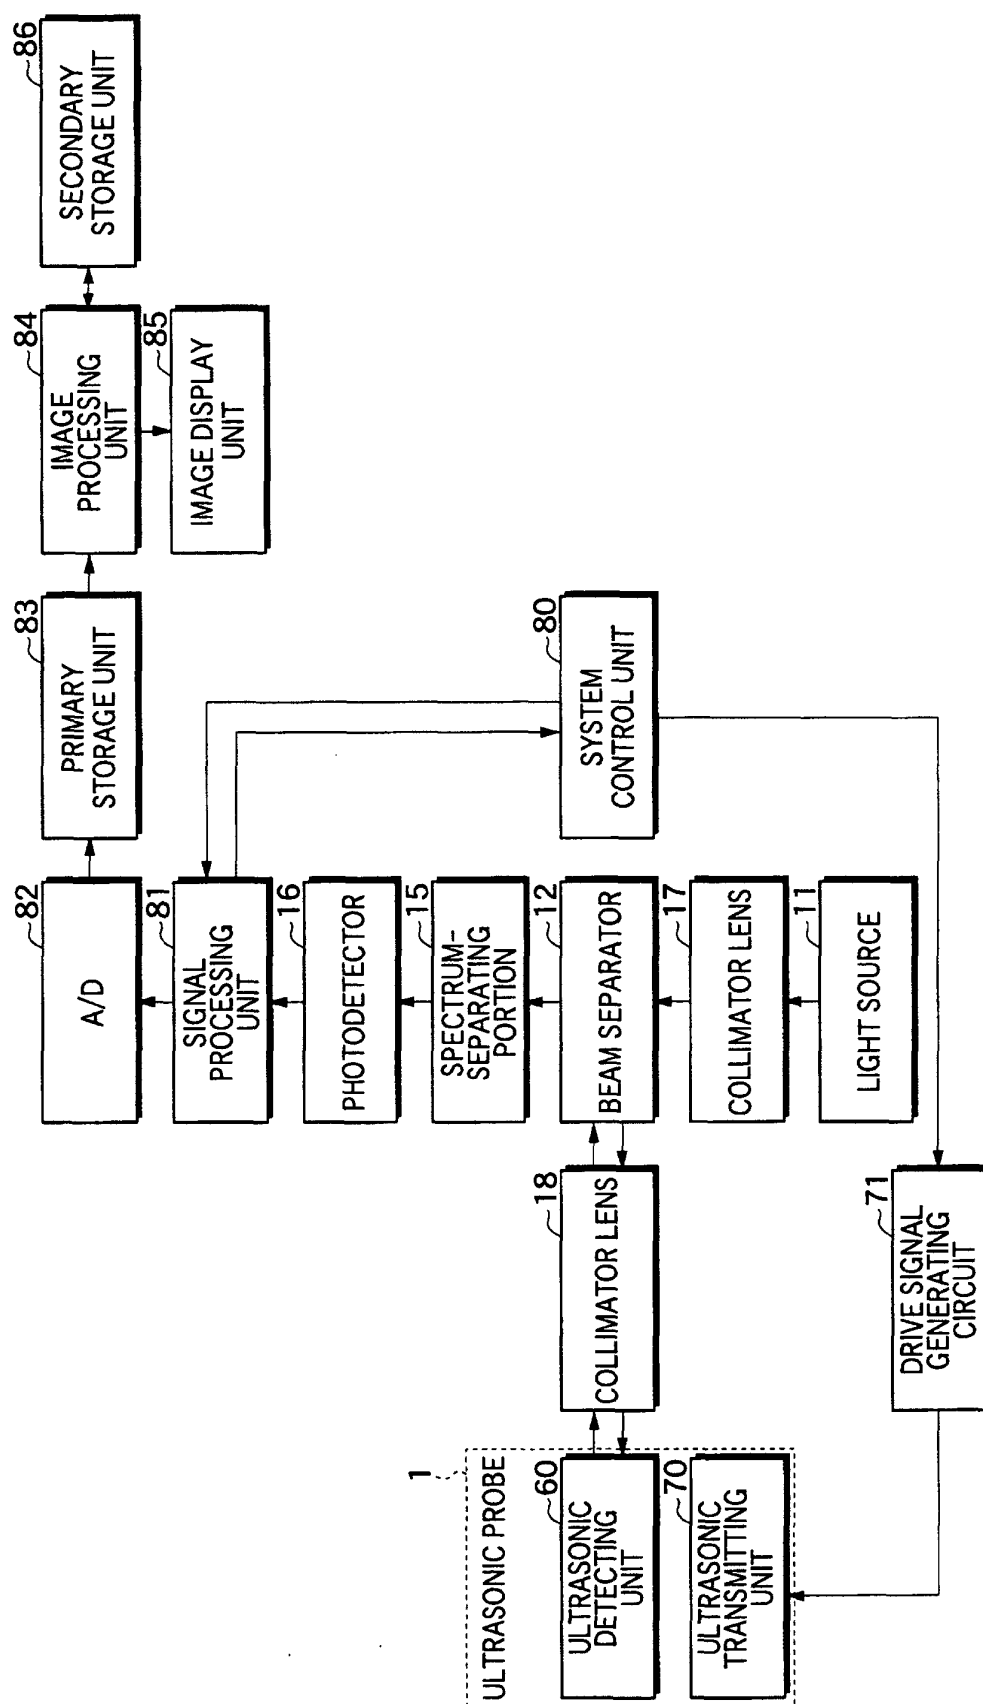 1
ULTRASONIC PROBE
60
ULTRASONIC
DETECTING
UNIT
70
ULTRASONIC
TRANSMITTING
UNIT
18
COLLIMATOR LENS
71
DRIVE SIGNAL
GENERATING
CIRCUIT
82
A/D
81
SIGNAL
PROCESSING
UNIT
16
PHOTODETECTOR
15
SPECTRUM-
SEPARATING
PORTION
12
BEAM SEPARATOR
17
COLLIMATOR LENS
11
LIGHT SOURCE
83
PRIMARY
STORAGE UNIT
80
SYSTEM
CONTROL UNIT
84
IMAGE
PROCESSING
UNIT
85
IMAGE DISPLAY
UNIT
86
SECONDARY
STORAGE UNIT